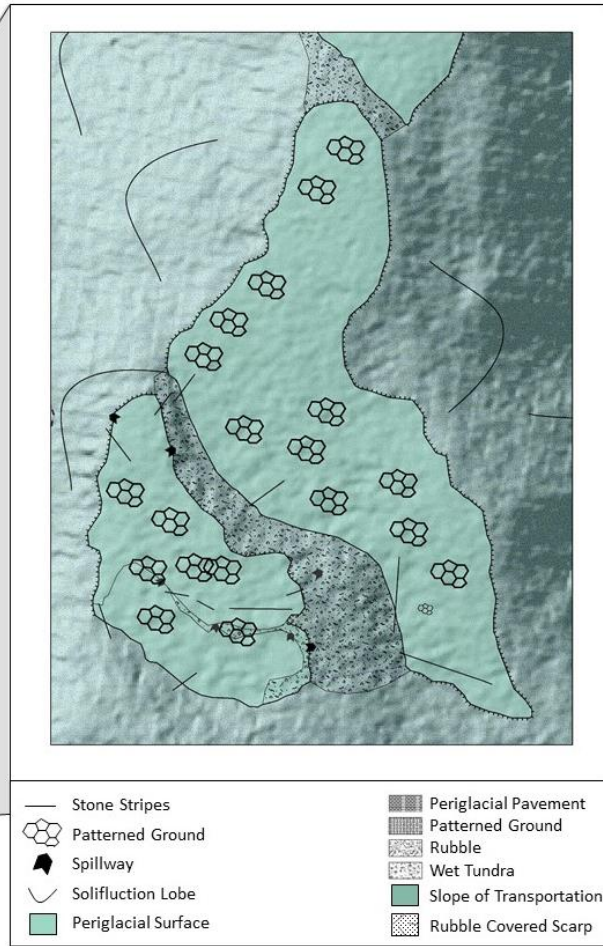 Stone Stripes
Patterned Ground
Spillway
Solifluction Lobe
Periglacial Surface
Periglacial Pavement
Patterned Ground
Rubble
Wet Tundra
Slope of Transportation
Rubble Covered Scarp